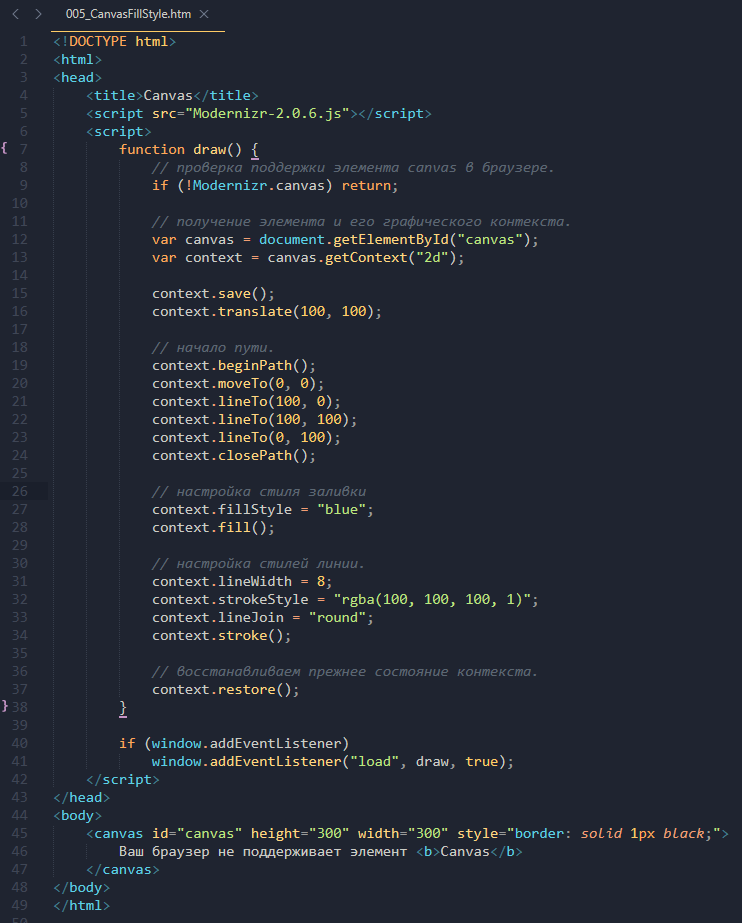 005_CanvasFillStyle.htm
1 <!DOCTYPE html>
2 <html>
3 <head>
4 <title>Canvas</title>
5 <script src="Modernizr-2.0.6.js"></script>
6 <script>
{ 7 function draw() {
8 // проверка поддержки элемента canvas в браузере.
9 if (!Modernizr.canvas) return;
10
11 // получение элемента и его графического контекста.
12 var canvas = document.getElementById("canvas");
13 var context = canvas.getContext("2d");
14
15 context.save();
16 context.translate(100, 100);
17
18 // начало пути.
19 context.beginPath();
20 context.moveTo(0, 0);
21 context.lineTo(100, 0);
22 context.lineTo(100, 100);
23 context.lineTo(0, 100);
24 context.closePath();
25
26 // настройка стиля заливки
27 context.fillStyle = "blue";
28 context.fill();
29
30 // настройка стилей линии.
31 context.lineWidth = 8;
32 context.strokeStyle = "rgba(100, 100, 100, 1)";
33 context.lineJoin = "round";
34 context.stroke();
35
36 // восстанавливаем прежнее состояние контекста.
37 context.restore();
} 38 }
39
40 if (window.addEventListener)
41 window.addEventListener("load", draw, true);
42 </script>
43 </head>
44 <body>
45 <canvas id="canvas" height="300" width="300" style="border: solid 1px black;">
46 Ваш браузер не поддерживает элемент <b>Canvas</b>
47 </canvas>
48 </body>
49 </html>
50